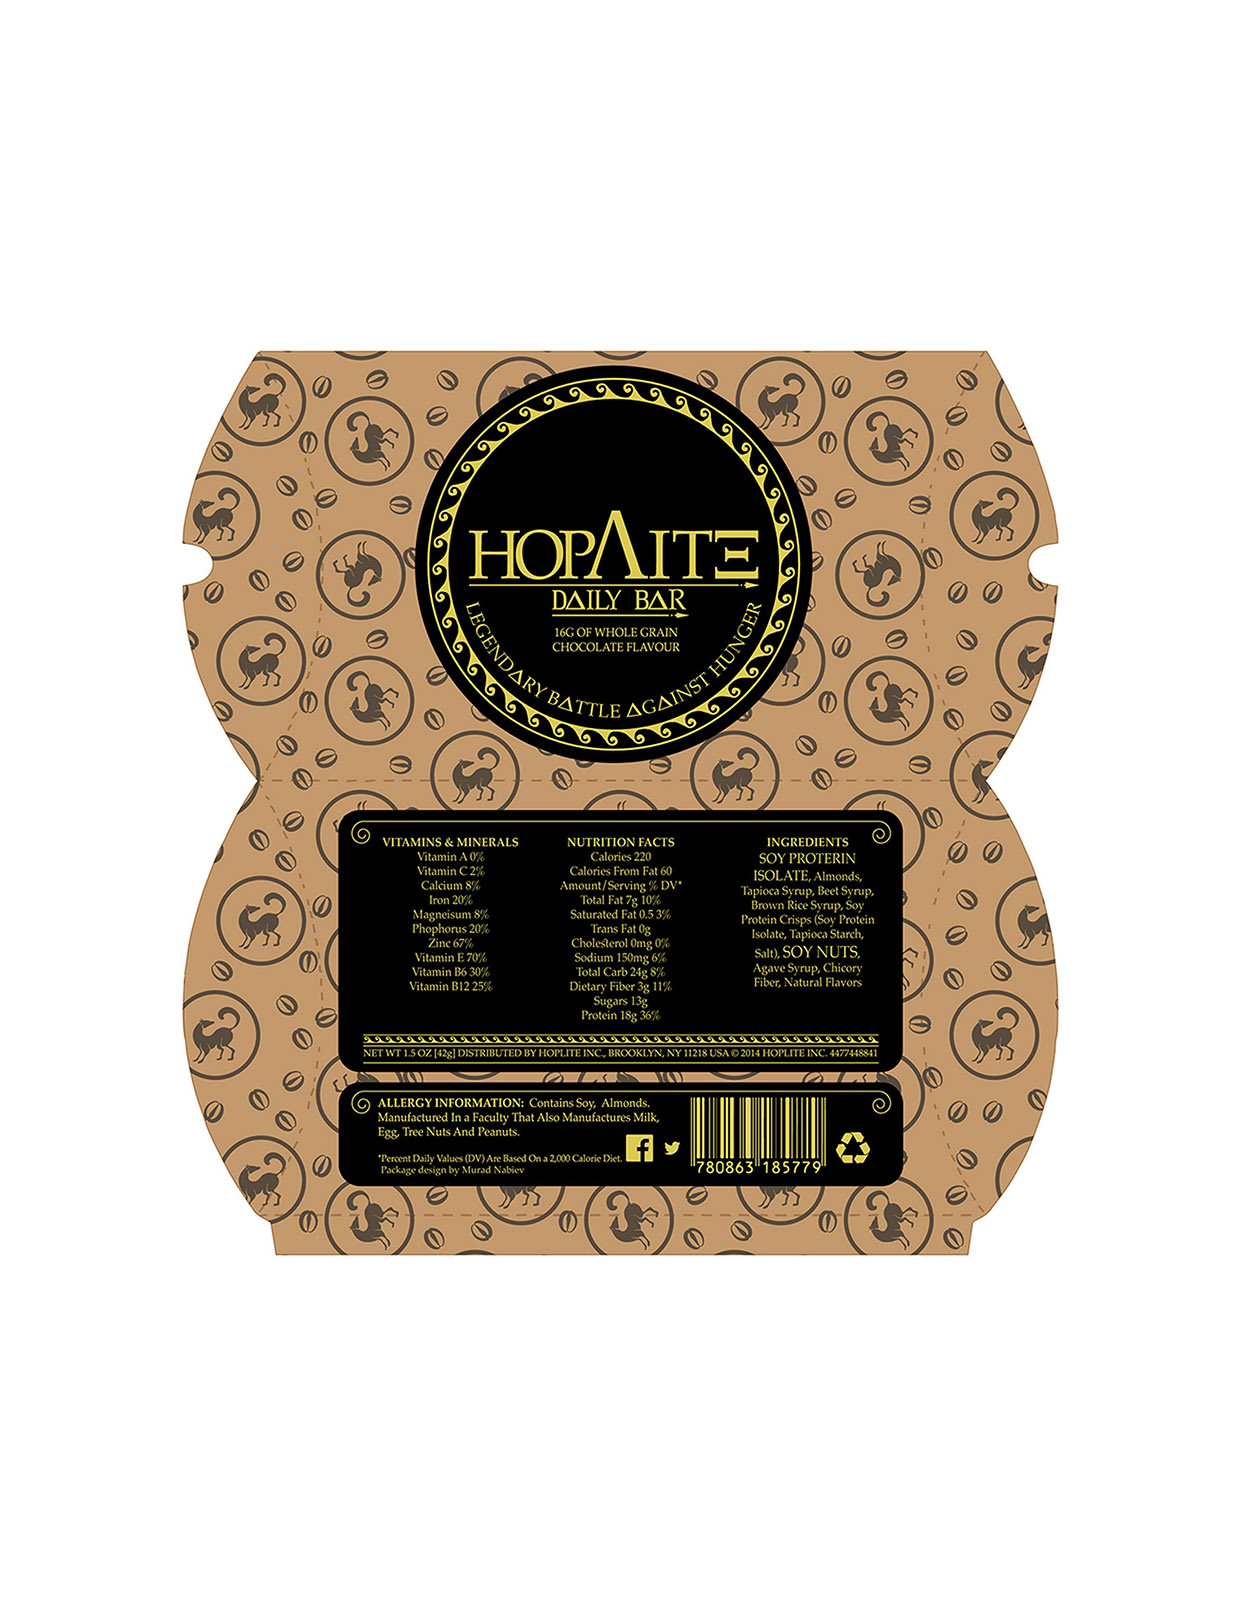 HOPΛITΞ
DAILY BAR
16G OF WHOLE GRAIN
CHOCOLATE FLAVOUR
LEGENDARY BATTLE AGAINST HUNGER
VITAMINS & MINERALS
Vitamin A 0%
Vitamin C 2%
Calcium 8%
Iron 20%
Magneisum 8%
Phophorus 20%
Zinc 67%
Vitamin E 70%
Vitamin B6 30%
Vitamin B12 25%
NUTRITION FACTS
Calories 220
Calories From Fat 60
Amount/Serving % DV*
Total Fat 7g 10%
Saturated Fat 0.5 3%
Trans Fat 0g
Cholesterol 0mg 0%
Sodium 150mg 6%
Total Carb 24g 8%
Dietary Fiber 3g 11%
Sugars 13g
Protein 18g 36%
INGREDIENTS
SOY PROTERIN
ISOLATE, Almonds,
Tapioca Syrup, Beet Syrup,
Brown Rice Syrup, Soy
Protein Crisps (Soy Protein
Isolate, Tapioca Starch,
Salt), SOY NUTS,
Agave Syrup, Chicory
Fiber, Natural Flavors
NET WT 1.5 OZ [42g] DISTRIBUTED BY HOPLITE INC., BROOKLYN, NY 11218 USA © 2014 HOPLITE INC. 4477448841
ALLERGY INFORMATION: Contains Soy, Almonds.
Manufactured In a Faculty That Also Manufactures Milk,
Egg, Tree Nuts And Peanuts.
*Percent Daily Values (DV) Are Based On a 2,000 Calorie Diet.
Package design by Murad Nabiev
780863 185779